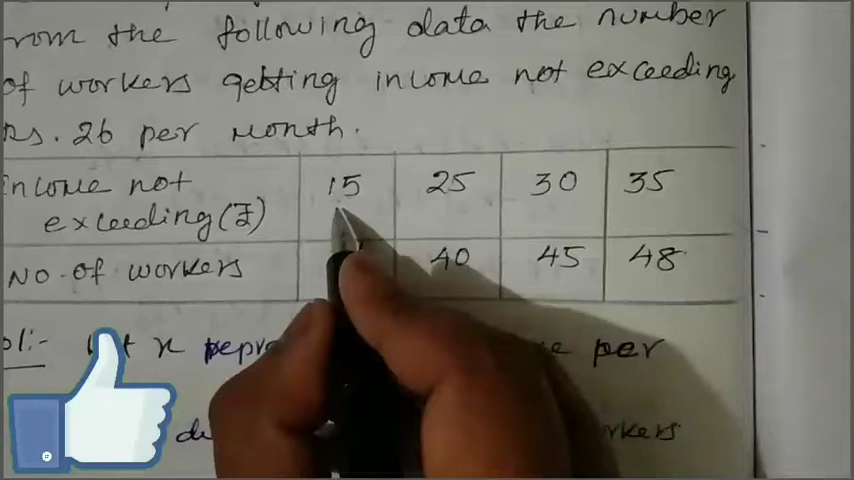 the following data the number
of workers getting income not exceeding
Rs. 26 per month.
income not 15 25 30 35
exceeding (₹)
NO. of workers 40 45 48
x per